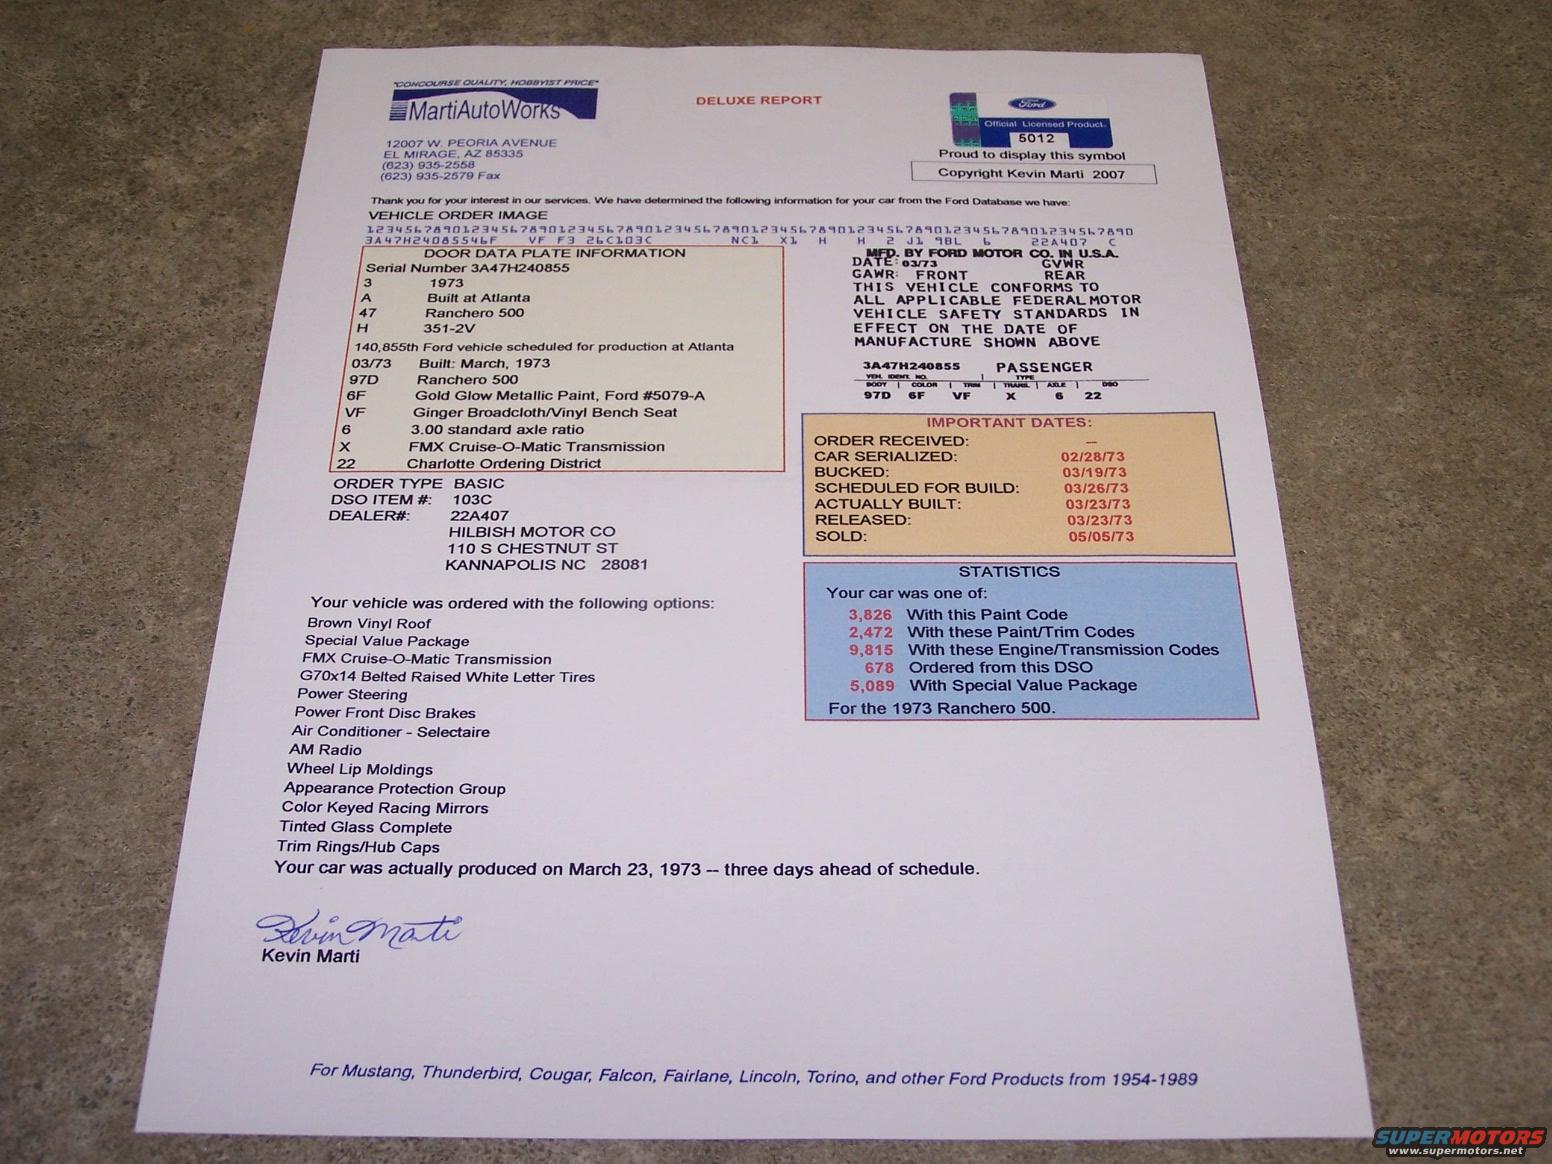 "CONCOURSE QUALITY, HOBBYIST PRICE"
MartiAutoWorks
12007 W. PEORIA AVENUE
EL MIRAGE, AZ 85335
(623) 935-2558
(623) 935-2579 Fax
DELUXE REPORT
Ford
Official Licensed Product.
5012
Proud to display this symbol
Copyright Kevin Marti 2007
Thank you for your interest in our services. We have determined the following information for your car from the Ford Database we have:
VEHICLE ORDER IMAGE
12345678901234567890123456789012345678901234567890123456789012345678901234567890
3A47H24085546F VF F3 26C103C NC1 X1 H H 2 J1 9BL 6 22A407 C
DOOR DATA PLATE INFORMATION
Serial Number 3A47H240855
3 1973
A Built at Atlanta
47 Ranchero 500
H 351-2V
140,855th Ford vehicle scheduled for production at Atlanta
03/73 Built: March, 1973
97D Ranchero 500
6F Gold Glow Metallic Paint, Ford #5079-A
VF Ginger Broadcloth/Vinyl Bench Seat
6 3.00 standard axle ratio
X FMX Cruise-O-Matic Transmission
22 Charlotte Ordering District
ORDER TYPE BASIC
DSO ITEM #: 103C
DEALER#: 22A407
HILBISH MOTOR CO
110 S CHESTNUT ST
KANNAPOLIS NC 28081
MFD. BY FORD MOTOR CO. IN U.S.A.
DATE: 03/73 GVWR
GAWR: FRONT REAR
THIS VEHICLE CONFORMS TO
ALL APPLICABLE FEDERAL MOTOR
VEHICLE SAFETY STANDARDS IN
EFFECT ON THE DATE OF
MANUFACTURE SHOWN ABOVE
3A47H240855 PASSENGER
VEH. IDENT. NO. | TYPE
BODY | COLOR | TRIM | TRANS. | AXLE | DSO
97D 6F VF X 6 22
IMPORTANT DATES:
ORDER RECEIVED: --
CAR SERIALIZED: 02/28/73
BUCKED: 03/19/73
SCHEDULED FOR BUILD: 03/26/73
ACTUALLY BUILT: 03/23/73
RELEASED: 03/23/73
SOLD: 05/05/73
STATISTICS
Your car was one of:
3,826 With this Paint Code
2,472 With these Paint/Trim Codes
9,815 With these Engine/Transmission Codes
678 Ordered from this DSO
5,089 With Special Value Package
For the 1973 Ranchero 500.
Your vehicle was ordered with the following options:
Brown Vinyl Roof
Special Value Package
FMX Cruise-O-Matic Transmission
G70x14 Belted Raised White Letter Tires
Power Steering
Power Front Disc Brakes
Air Conditioner - Selectaire
AM Radio
Wheel Lip Moldings
Appearance Protection Group
Color Keyed Racing Mirrors
Tinted Glass Complete
Trim Rings/Hub Caps
Your car was actually produced on March 23, 1973 -- three days ahead of schedule.
Kevin Marti
Kevin Marti
For Mustang, Thunderbird, Cougar, Falcon, Fairlane, Lincoln, Torino, and other Ford Products from 1954-1989
SUPERMOTORS
www.supermotors.net